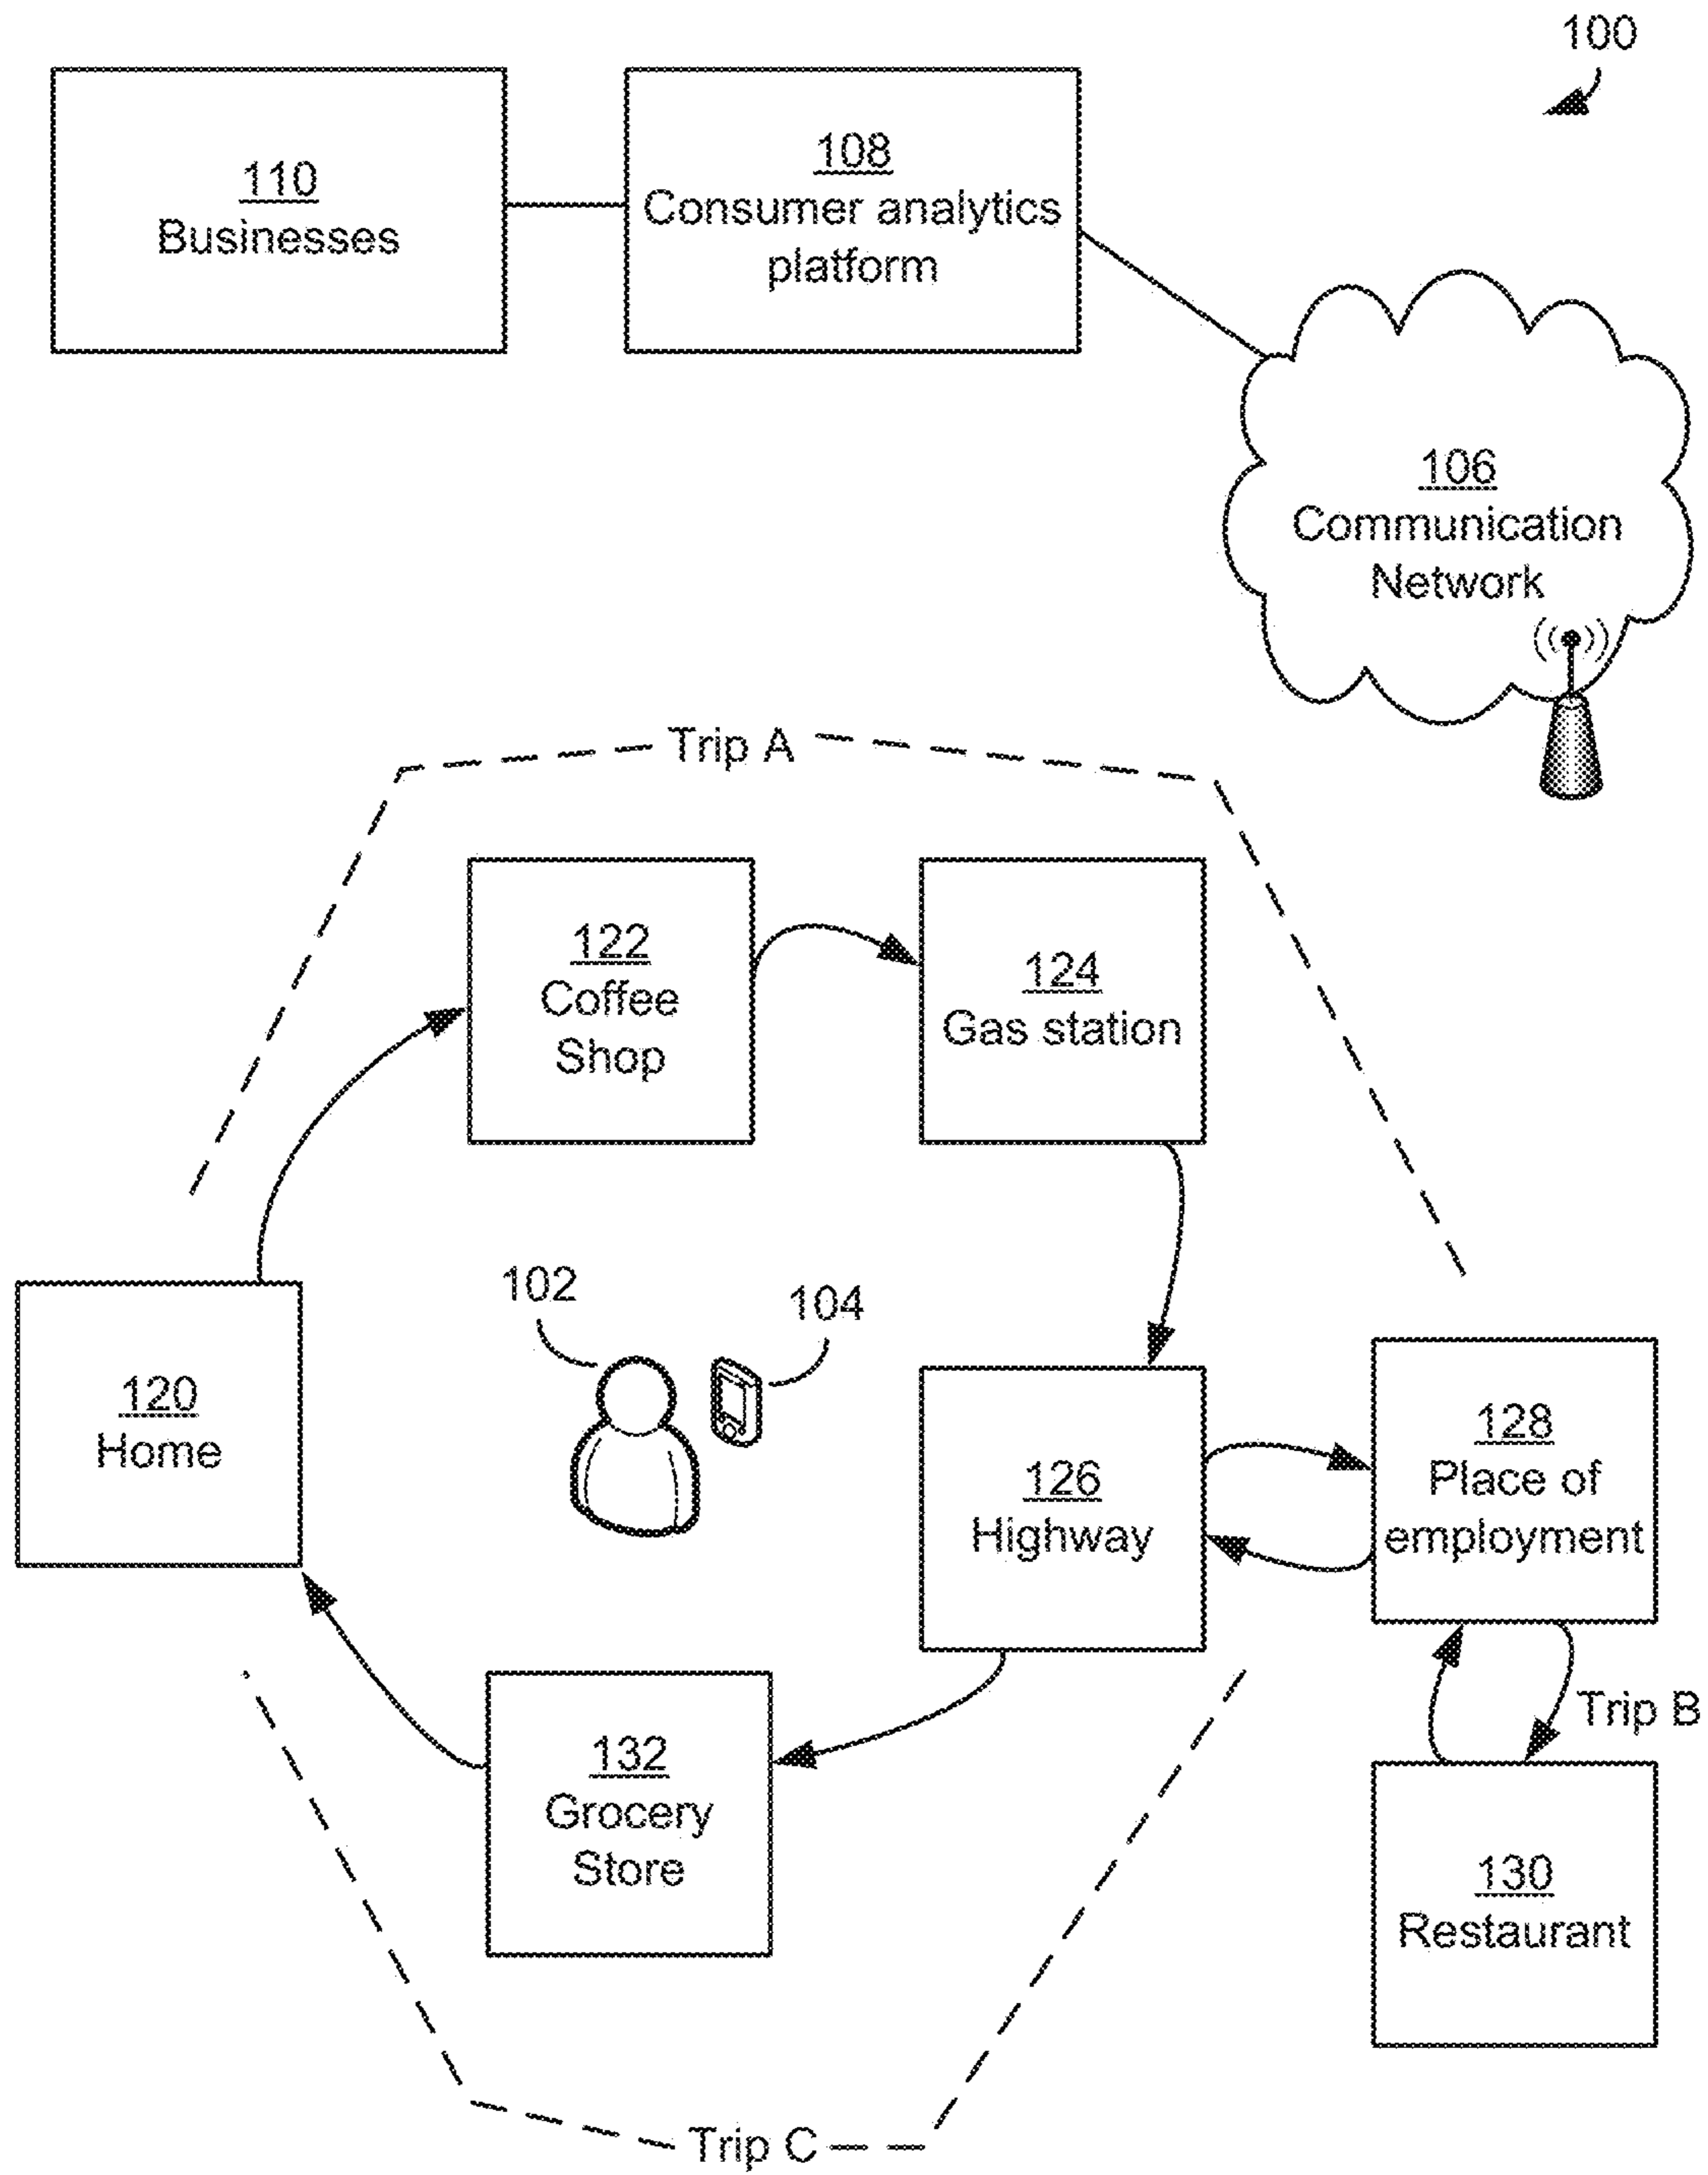 100
110
Businesses
108
Consumer analytics
platform
106
Communication
Network
Trip A
122
Coffee
Shop
124
Gas station
102
104
120
Home
126
Highway
128
Place of
employment
Trip B
132
Grocery
Store
130
Restaurant
Trip C